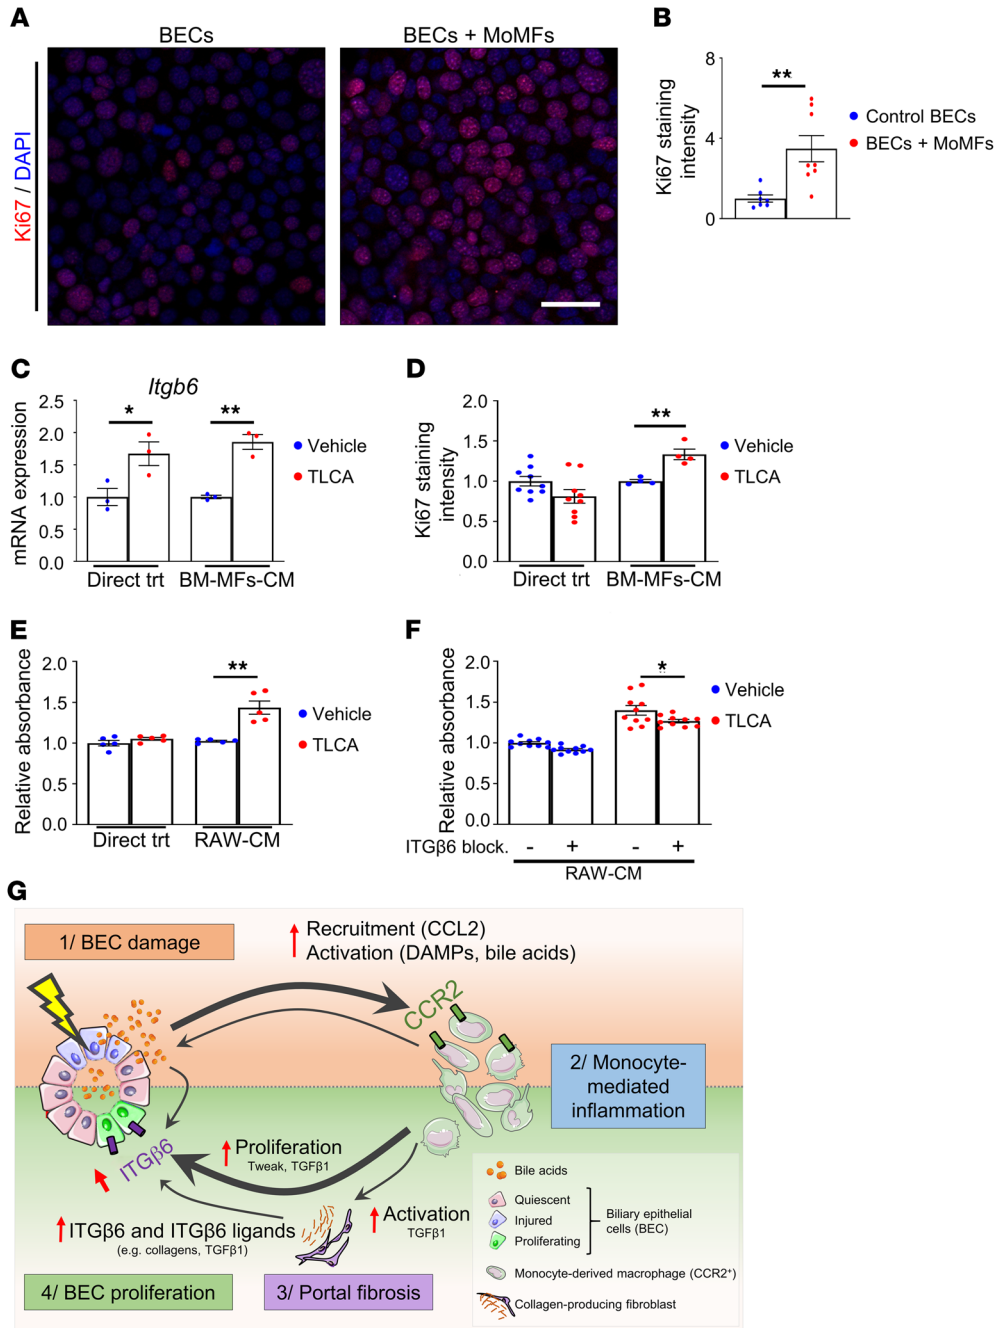 A
BECs
BECs + MoMFs
Ki67 / DAPI
B
Ki67 staining
intensity
8
4
0
**
Control BECs
BECs + MoMFs
C
Itgb6
mRNA expression
2.5
2.0
1.5
1.0
0.5
0.0
*
**
Vehicle
TLCA
Direct trt
BM-MFs-CM
D
Ki67 staining
intensity
2.0
1.5
1.0
0.5
0.0
**
Vehicle
TLCA
Direct trt
BM-MFs-CM
E
Relative absorbance
2.0
1.5
1.0
0.5
0.0
**
Vehicle
TLCA
Direct trt
RAW-CM
F
Relative absorbance
2.0
1.5
1.0
0.5
0.0
*
Vehicle
TLCA
ITGβ6 block. - + - +
RAW-CM
G
1/ BEC damage
Recruitment (CCL2)
Activation (DAMPs, bile acids)
CCR2
2/ Monocyte-
mediated
inflammation
ITGβ6
Proliferation
Tweak, TGFβ1
ITGβ6 and ITGβ6 ligands
(e.g. collagens, TGFβ1)
Activation
TGFβ1
4/ BEC proliferation
3/ Portal fibrosis
Bile acids
Quiescent
Injured
Proliferating
Biliary epithelial
cells (BEC)
Monocyte-derived macrophage (CCR2⁺)
Collagen-producing fibroblast